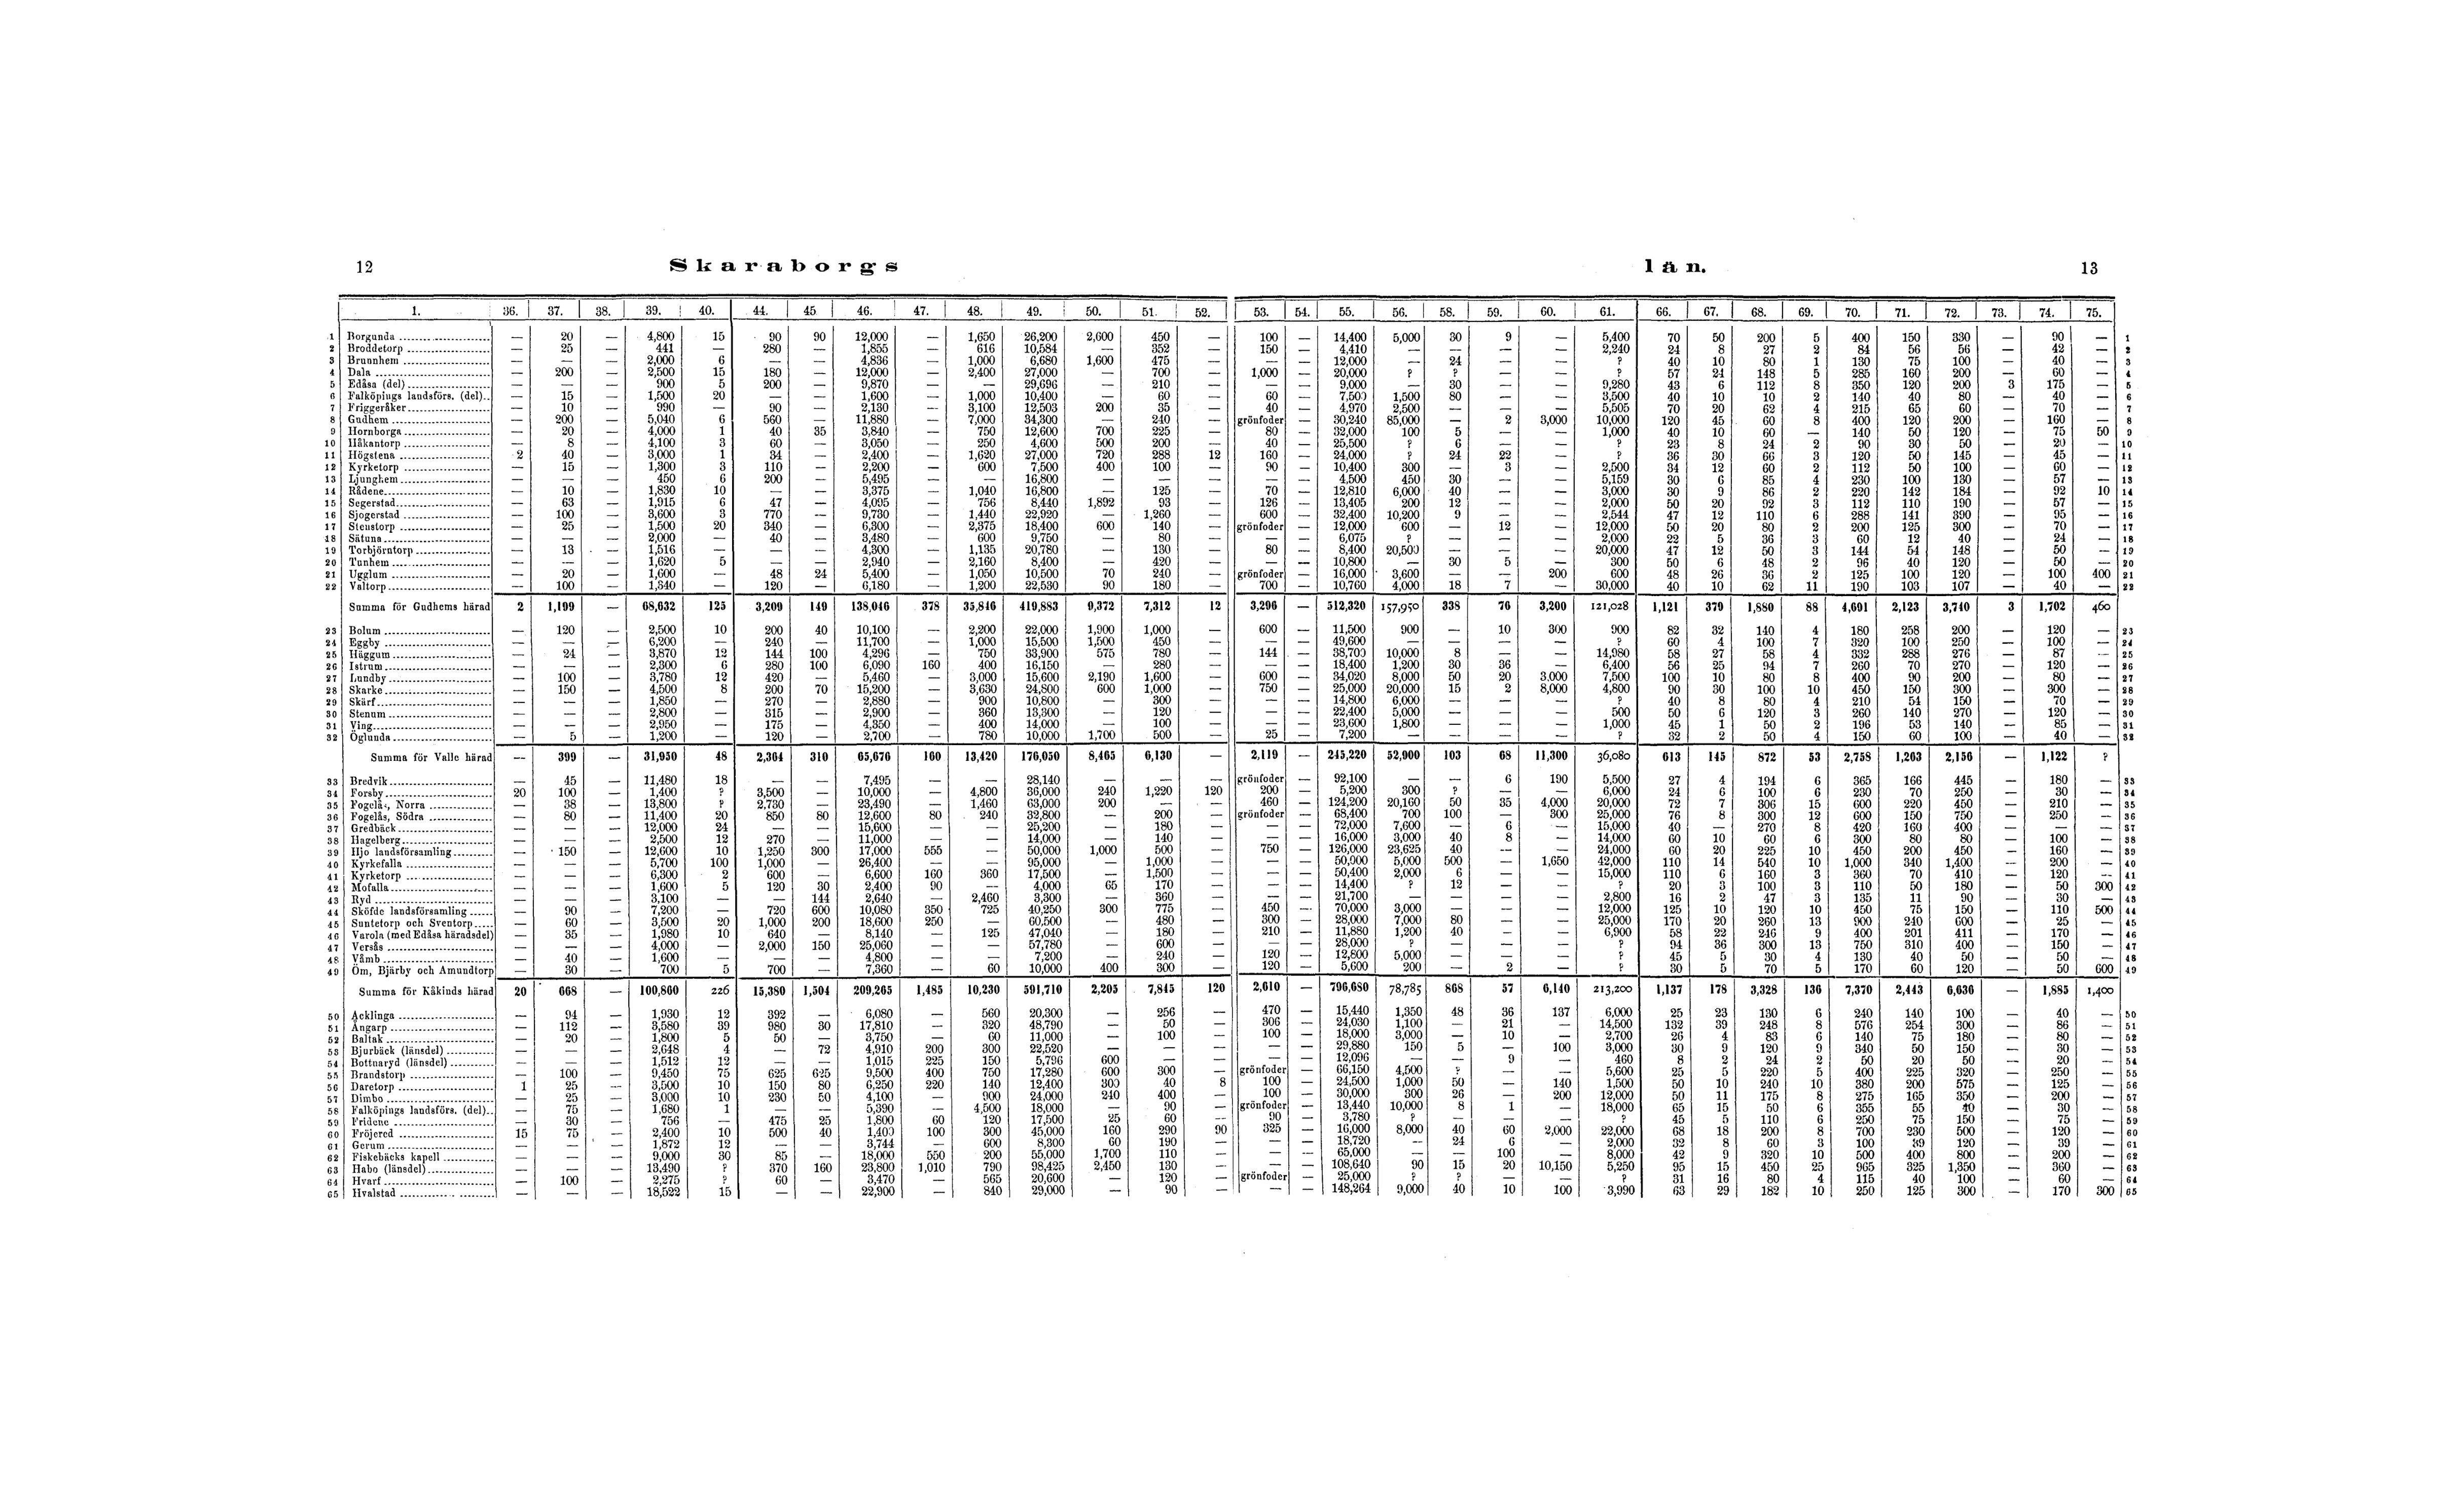 12 Skaraborgs län. 13
1. 36. 37. 38. 39. 40. 44. 45 46. 47. 48. 49. 50. 51. 52. 53. 54. 55. 56. 58. 59. 60. 61. 66. 67. 68. 69. 70. 71. 72. 73. 74. 75.
1 Borgunda — 20 — 4,800 15 90 90 12,000 — 1,650 26,200 2,600 450 — 100 — 14,400 5,000 30 9 — 5,400 70 50 200 5 400 150 330 — 90 — 1
2 Broddetorp — 25 — 441 — 280 — 1,855 — 616 10,584 — 352 — 150 — 4,410 — — — — 2,240 24 8 27 2 84 56 56 — 42 — 2
3 Brunnhem — — — 2,000 6 — — 4,836 — 1,000 6,680 1,600 475 — — — 12,000 — 24 — — ? 40 10 80 1 130 75 100 — 40 — 3
4 Dala — 200 — 2,500 15 180 — 12,000 — 2,400 27,000 — 700 — 1,000 — 20,000 ? ? — — ? 57 24 148 5 285 160 200 — 60 — 4
5 Edåsa (del) — — — 900 5 200 — 9,870 — — 29,696 — 210 — — — 9,000 — 30 — — 9,280 43 6 112 8 350 120 200 3 175 — 5
6 Falköpings landsförs. (del) — 15 — 1,500 20 — — 1,600 — 1,000 10,400 — 60 — 60 — 7,500 1,500 80 — — 3,500 40 10 10 2 140 40 80 — 40 — 6
7 Friggeråker — 10 — 990 — 90 — 2,130 — 3,100 12,503 200 35 — 40 — 4,970 2,500 — — — 5,505 70 20 62 4 215 65 60 — 70 — 7
8 Gudhem — 200 — 5,040 6 560 — 11,880 — 7,000 34,300 — 240 — grönfoder — 30,240 85,000 — 2 3,000 10,000 120 45 60 8 400 120 200 — 160 — 8
9 Hornborga — 20 — 4,000 1 40 35 3,840 — 750 12,600 700 225 — 80 — 32,000 100 5 — — 1,000 40 10 60 — 140 50 120 — 75 50 9
10 Håkantorp — 8 — 4,100 3 60 — 3,050 — 250 4,600 500 200 — 40 — 25,500 ? 6 — — ? 23 8 24 2 90 30 50 — 20 — 10
11 Högstena 2 40 — 3,000 1 34 — 2,400 — 1,620 27,000 720 288 12 160 — 24,000 ? 24 22 — ? 36 30 66 3 120 50 145 — 45 — 11
12 Kyrketorp — 15 — 1,300 3 110 — 2,200 — 600 7,500 400 100 — 90 — 10,400 300 — 3 — 2,500 34 12 60 2 112 50 100 — 60 — 12
13 Ljunghem — — — 450 6 200 — 5,495 — — 16,800 — — — — — 4,500 450 30 — — 5,159 30 6 85 4 230 100 130 — 57 — 13
14 Rådene — 10 — 1,830 10 — — 3,375 — 1,040 16,800 — 125 — 70 — 12,810 6,000 40 — — 3,000 30 9 86 2 220 142 184 — 92 10 14
15 Segerstad — 63 — 1,915 6 47 — 4,095 — 756 8,440 1,892 93 — 126 — 13,405 200 12 — — 2,000 50 20 92 3 112 110 190 — 57 — 15
16 Sjogerstad — 100 — 3,600 3 770 — 9,730 — 1,440 22,920 — 1,260 — 600 — 32,400 10,200 9 — — 2,544 47 12 110 6 288 141 390 — 95 — 16
17 Stenstorp — 25 — 1,500 20 340 — 6,300 — 2,375 18,400 600 140 — grönfoder — 12,000 600 — 12 — 12,000 50 20 80 2 200 125 300 — 70 — 17
18 Sätuna — — — 2,000 — 40 — 3,480 — 600 9,750 — 80 — — — 6,075 ? — — — 2,000 22 5 36 3 60 12 40 — 24 — 18
19 Torbjörntorp — 13 — 1,516 — — — 4,300 — 1,135 20,780 — 130 — 80 — 8,400 20,500 — — — 20,000 47 12 50 3 144 54 148 — 50 — 19
20 Tunhem — — — 1,620 5 — — 2,940 — 2,160 8,400 — 420 — — — 10,800 — 30 5 — 300 50 6 48 2 96 40 120 — 50 — 20
21 Ugglum — 20 — 1,600 — 48 24 5,400 — 1,050 10,500 70 240 — grönfoder — 16,000 3,600 — — 200 600 48 26 36 2 125 100 120 — 100 400 21
22 Valtorp — 100 — 1,340 — 120 — 6,180 — 1,200 22,530 90 180 — 700 — 10,760 4,000 18 7 — 30,000 40 10 62 11 190 103 107 — 40 — 22
Summa för Gudhems härad 2 1,199 — 68,632 125 3,209 149 138,046 378 35,846 419,883 9,372 7,312 12 3,296 — 512,320 157,950 338 76 3,200 121,028 1,121 379 1,880 88 4,601 2,123 3,740 3 1,702 460
23 Bolum — 120 — 2,500 10 200 40 10,100 — 2,200 22,000 1,900 1,000 — 600 — 11,500 900 — 10 300 900 82 32 140 4 180 258 200 — 120 — 23
24 Eggby — — — 6,200 — 240 — 11,700 — 1,000 15,500 1,500 450 — — — 49,600 — — — — ? 60 4 100 7 320 100 250 — 100 — 24
25 Häggum — 24 — 3,870 12 144 100 4,296 — 750 33,900 575 780 — 144 — 38,700 10,000 8 — — 14,980 58 27 58 4 332 288 276 — 87 — 25
26 Istrum — — — 2,300 6 280 100 6,090 160 400 16,150 — 280 — — — 18,400 1,200 30 36 — 6,400 56 25 94 7 260 70 270 — 120 — 26
27 Lundby — 100 — 3,780 12 420 — 5,460 — 3,000 15,600 2,190 1,600 — 600 — 34,020 8,000 50 20 3,000 7,500 100 10 80 8 400 90 200 — 80 — 27
28 Skarke — 150 — 4,500 8 200 70 15,200 — 3,630 24,800 600 1,000 — 750 — 25,000 20,000 15 2 8,000 4,800 90 30 100 10 450 150 300 — 300 — 28
29 Skärf — — — 1,850 — 270 — 2,880 — 900 10,800 — 300 — — — 14,800 6,000 — — — ? 40 8 80 4 210 54 150 — 70 — 29
30 Stenum — — — 2,800 — 315 — 2,900 — 360 13,300 — 120 — — — 22,400 5,000 — — — 500 50 6 120 3 260 140 270 — 120 — 30
31 Ving — — — 2,950 — 175 — 4,350 — 400 14,000 — 100 — — — 23,600 1,800 — — — 1,000 45 1 50 2 196 53 140 — 85 — 31
32 Öglunda — 5 — 1,200 — 120 — 2,700 — 780 10,000 1,700 500 — 25 — 7,200 — — — — ? 32 2 50 4 150 60 100 — 40 — 32
Summa för Valle härad — 399 — 31,950 48 2,364 310 65,676 160 13,420 176,050 8,465 6,130 — 2,119 — 245,220 52,900 103 68 11,300 36,080 613 145 872 53 2,758 1,263 2,156 — 1,122 ?
33 Bredvik — 45 — 11,480 18 — — 7,495 — — 28,140 — — — grönfoder — 92,100 — — 6 190 5,500 27 4 194 6 365 166 445 — 180 — 33
34 Forsby 20 100 — 1,400 ? 3,500 — 10,000 — 4,800 36,000 240 1,220 120 200 — 5,200 300 ? — — 6,000 24 6 100 6 230 70 250 — 30 — 34
35 Fogelås, Norra — 38 — 13,800 ? 2,730 — 23,490 — 1,460 63,000 200 — — 460 — 124,200 20,160 50 35 4,000 20,000 72 7 306 15 600 220 450 — 210 — 35
36 Fogelås, Södra — 80 — 11,400 20 850 80 12,600 80 240 32,800 — 200 — grönfoder — 68,400 700 100 — 300 25,000 76 8 300 12 600 150 750 — 250 — 36
37 Gredbäck — — — 12,000 24 — — 15,600 — — 25,200 — 180 — — — 72,000 7,600 — 6 — 15,000 40 — 270 8 420 160 400 — — — 37
38 Hagelberg — — — 2,500 12 270 — 11,000 — — 14,000 — 140 — — — 16,000 3,000 40 8 — 14,000 60 10 60 6 300 80 80 — 100 — 38
39 Hjo landsförsamling — 150 — 12,600 10 1,250 300 17,000 555 — 50,000 1,000 500 — 750 — 126,000 23,625 40 — — 24,000 60 20 225 10 450 200 450 — 160 — 39
40 Kyrkefalla — — — 5,700 100 1,000 — 26,400 — — 95,000 — 1,000 — — — 50,900 5,000 500 — 1,650 42,000 110 14 540 10 1,000 340 1,400 — 200 — 40
41 Kyrketorp — — — 6,300 2 600 — 6,600 160 360 17,500 — 1,500 — — — 50,400 2,000 6 — — 15,000 110 6 160 3 360 70 410 — 120 — 41
42 Mofalla — — — 1,600 5 120 30 2,400 90 — 4,000 65 170 — — — 14,400 ? 12 — — ? 20 3 100 3 110 50 180 — 50 300 42
43 Ryd — — — 3,100 — — 144 2,640 — 2,460 3,300 — 360 — — — 21,700 — — — — 2,800 16 2 47 3 135 11 90 — 30 — 43
44 Sköfde landsförsamling — 90 — 7,200 — 720 600 10,080 350 725 40,250 300 775 — 450 — 70,000 3,000 — — — 12,000 125 10 120 10 450 75 150 — 110 500 44
45 Suntetorp och Sventorp — 60 — 3,500 20 1,000 200 18,600 250 — 60,500 — 480 — 300 — 28,000 7,000 80 — — 25,000 170 20 260 13 900 240 600 — 25 — 45
46 Varola (med Edåsa häradsdel) — 35 — 1,980 10 640 — 8,140 — 125 47,040 — 180 — 210 — 11,880 1,200 40 — — 6,900 58 22 246 9 400 201 411 — 170 — 46
47 Versås — — — 4,000 — 2,000 150 25,060 — — 57,780 — 600 — — — 28,000 ? — — — ? 94 36 300 13 750 310 400 — 150 — 47
48 Våmb — 40 — 1,600 — — — 4,800 — — 7,200 — 240 — 120 — 12,800 5,000 — — — ? 45 5 30 4 130 40 50 — 50 — 48
49 Öm, Bjärby och Amundtorp — 30 — 700 5 700 — 7,360 — 60 10,000 400 300 — 120 — 5,600 200 — 2 — ? 30 5 70 5 170 60 120 — 50 600 49
Summa för Kåkinds härad 20 668 — 100,860 226 15,380 1,504 209,265 1,485 10,230 591,710 2,205 7,845 120 2,610 — 796,680 78,785 868 57 6,140 213,200 1,137 178 3,328 136 7,370 2,443 6,636 — 1,885 1,400
50 Acklinga — 94 — 1,930 12 392 — 6,080 — 560 20,300 — 256 — 470 — 15,440 1,350 48 36 137 6,000 25 23 130 6 240 140 100 — 40 — 50
51 Ångarp — 112 — 3,580 39 980 30 17,810 — 320 48,790 — 50 — 306 — 24,030 1,100 — 21 — 14,500 132 39 248 8 576 254 300 — 86 — 51
52 Baltak — 20 — 1,800 5 50 — 3,750 — 60 11,000 — 100 — 100 — 18,000 3,000 — 10 — 2,700 26 4 83 6 140 75 180 — 80 — 52
53 Bjurbäck (länsdel) — — — 2,648 4 — 72 4,910 200 300 22,520 — — — — — 29,880 150 5 — 100 3,000 30 9 120 9 340 50 150 — 30 — 53
54 Bottnaryd (länsdel) — — — 1,512 12 — — 1,015 225 150 5,796 600 — — — — 12,096 — — 9 — 460 8 2 24 2 50 20 50 — 20 — 54
55 Brandstorp — 100 — 9,450 75 625 625 9,500 400 750 17,280 600 300 — grönfoder — 66,150 4,500 ? — — 5,600 25 5 220 5 400 225 320 — 250 — 55
56 Daretorp 1 25 — 3,500 10 150 80 6,250 220 140 12,400 300 40 8 100 — 24,500 1,000 50 — 140 1,500 50 10 240 10 380 200 575 — 125 — 56
57 Dimbo — 25 — 3,000 10 230 50 4,100 — 900 24,000 240 400 — 100 — 30,000 300 26 — 200 12,000 50 11 175 8 275 165 350 — 200 — 57
58 Falköpings landsförs. (del) — 75 — 1,680 1 — — 5,390 — 4,500 18,000 — 90 — grönfoder — 13,440 10,000 8 1 — 18,000 65 15 50 6 355 55 40 — 30 — 58
59 Fridene — 30 — 756 — 475 25 1,800 60 120 17,500 25 60 — 90 — 3,780 ? — — — ? 45 5 110 6 250 75 150 — 75 — 59
60 Fröjered 15 75 — 2,400 10 500 40 1,400 100 300 45,000 160 290 90 325 — 16,000 8,000 40 60 2,000 22,000 68 18 200 8 700 230 500 — 120 — 60
61 Gerum — — — 1,872 12 — — 3,744 — 600 8,300 60 190 — — — 18,720 — 24 6 — 2,000 32 8 60 3 100 39 120 — 39 — 61
62 Fiskebäcks kapell — — — 9,000 30 85 — 18,000 550 200 55,000 1,700 110 — — — 65,000 — — 100 — 8,000 42 9 320 10 500 400 800 — 200 — 62
63 Habo (länsdel) — — — 13,490 ? 370 160 23,800 1,010 790 98,425 2,450 130 — — — 108,640 90 15 20 10,150 5,250 95 15 450 25 965 325 1,350 — 360 — 63
64 Hvarf — 100 — 2,275 ? 60 — 3,470 — 565 20,600 — 120 — grönfoder — 25,000 ? ? — — ? 31 16 80 4 115 40 100 — 60 — 64
65 Hvalstad — — — 18,522 15 — — 22,900 — 840 29,000 — 90 — — — 148,264 9,000 40 10 100 3,990 63 29 182 10 250 125 300 — 170 300 65